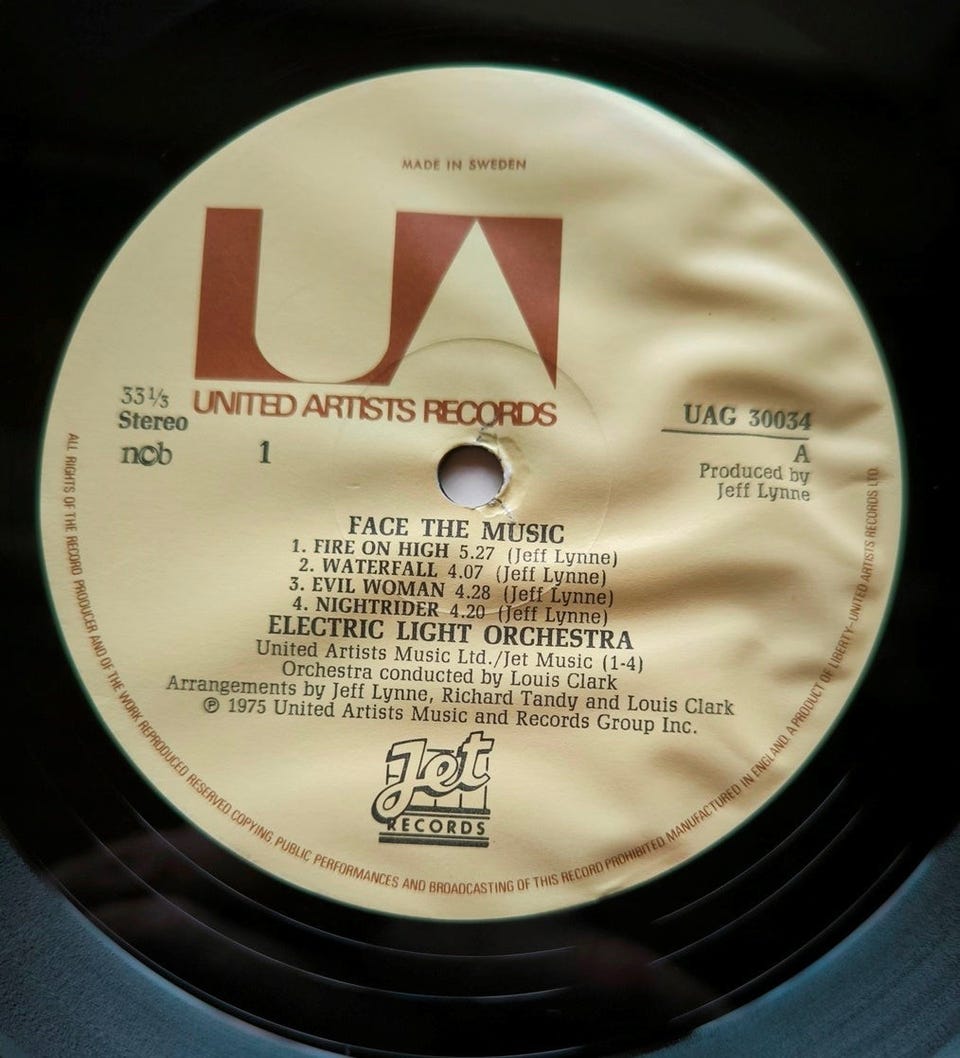 MADE IN SWEDEN
UA
UNITED ARTISTS RECORDS
33 1/3
Stereo
ncb
1
UAG 30034
A
Produced by
Jeff Lynne
FACE THE MUSIC
1. FIRE ON HIGH 5.27 (Jeff Lynne)
2. WATERFALL 4.07 (Jeff Lynne)
3. EVIL WOMAN 4.28 (Jeff Lynne)
4. NIGHTRIDER 4.20 (Jeff Lynne)
ELECTRIC LIGHT ORCHESTRA
United Artists Music Ltd./Jet Music (1-4)
Orchestra conducted by Louis Clark
Arrangements by Jeff Lynne, Richard Tandy and Louis Clark
℗ 1975 United Artists Music and Records Group Inc.
Jet
RECORDS
ALL RIGHTS OF THE RECORD PRODUCER AND OF THE WORK REPRODUCED RESERVED COPYING PUBLIC PERFORMANCES AND BROADCASTING OF THIS RECORD PROHIBITED MANUFACTURED IN ENGLAND A PRODUCT OF LIBERTY—UNITED ARTISTS RECORDS LTD.